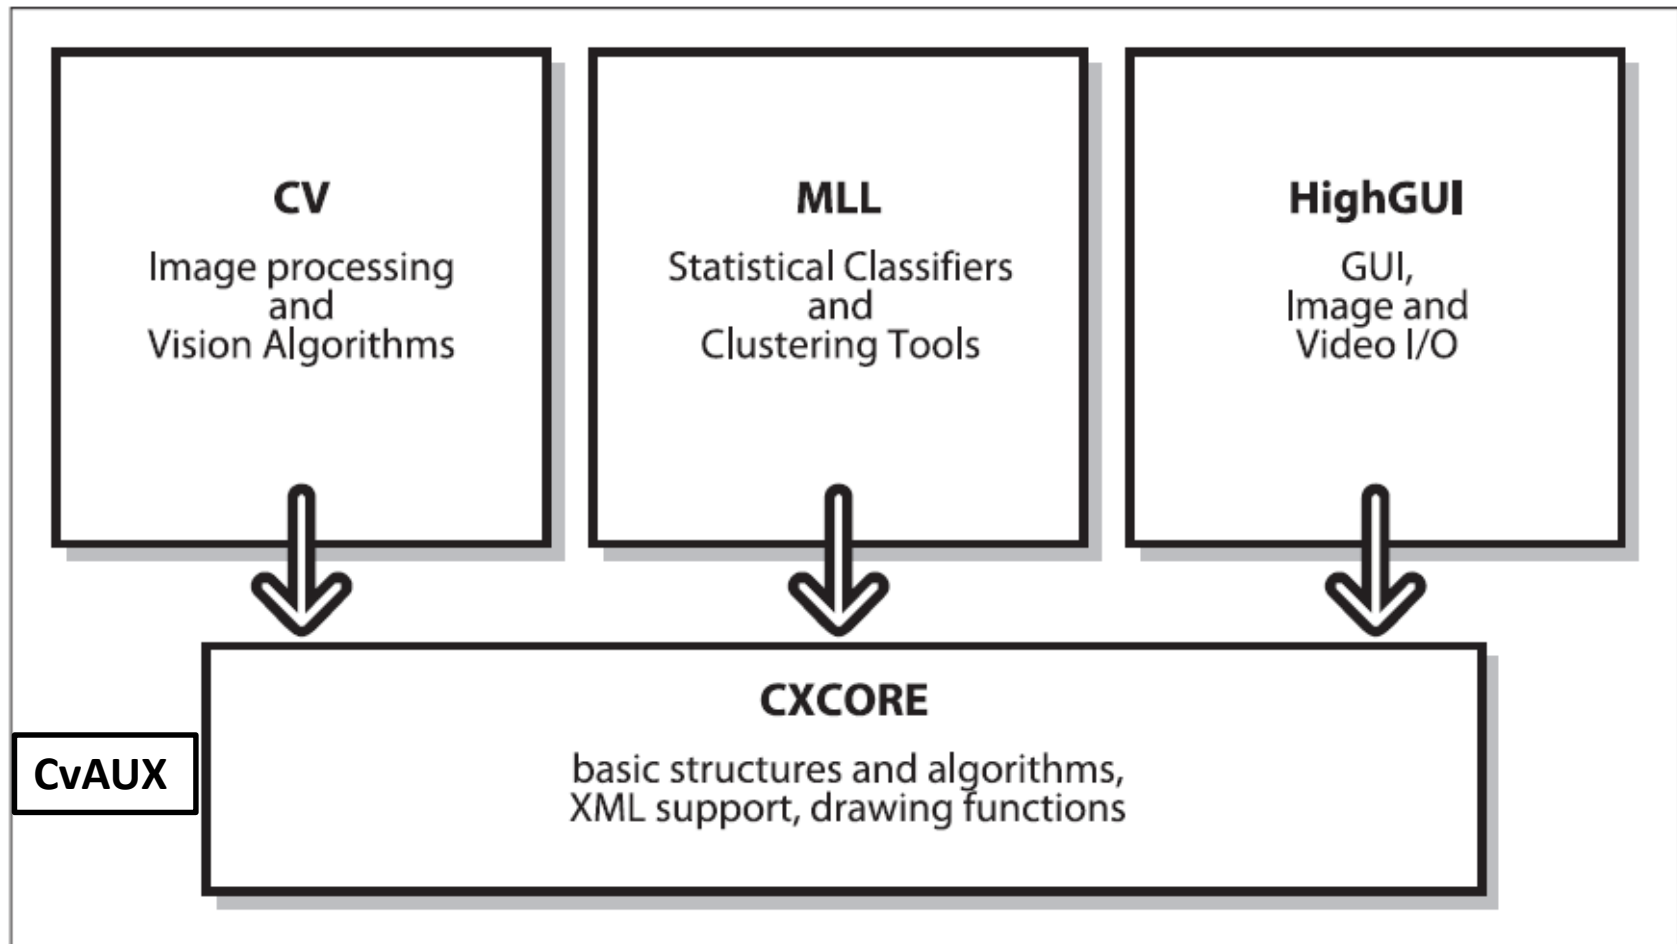 CV
Image processing
and
Vision Algorithms
MLL
Statistical Classifiers
and
Clustering Tools
HighGUI
GUI,
Image and
Video I/O
CvAUX
CXCORE
basic structures and algorithms,
XML support, drawing functions